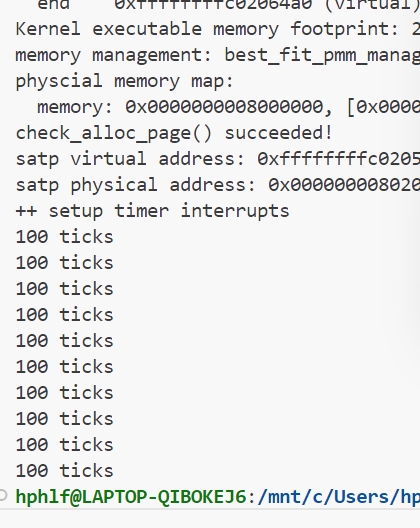 end    0xffffffffc02064a0 (virtual)
Kernel executable memory footprint: 2
memory management: best_fit_pmm_manag
physcial memory map:
  memory: 0x0000000008000000, [0x0000
check_alloc_page() succeeded!
satp virtual address: 0xffffffffc0205
satp physical address: 0x000000008020
++ setup timer interrupts
100 ticks
100 ticks
100 ticks
100 ticks
100 ticks
100 ticks
100 ticks
100 ticks
100 ticks
100 ticks
hphlf@LAPTOP-QIBOKEJ6:/mnt/c/Users/hp